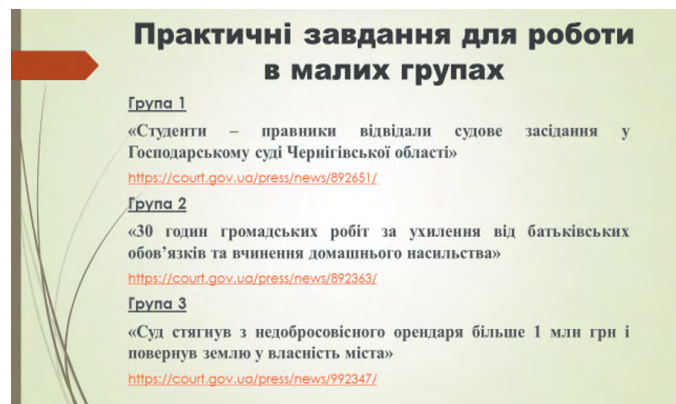 Практичні завдання для роботи
в малих групах
Група 1
«Студенти – правники відвідали судове засідання у
Господарському суді Чернігівської області»
https://court.gov.ua/press/news/892651/
Група 2
«30 годин громадських робіт за ухилення від батьківських
обов’язків та вчинення домашнього насильства»
https://court.gov.ua/press/news/892363/
Група 3
«Суд стягнув з недобросовісного орендаря більше 1 млн грн і
повернув землю у власність міста»
https://court.gov.ua/press/news/992347/